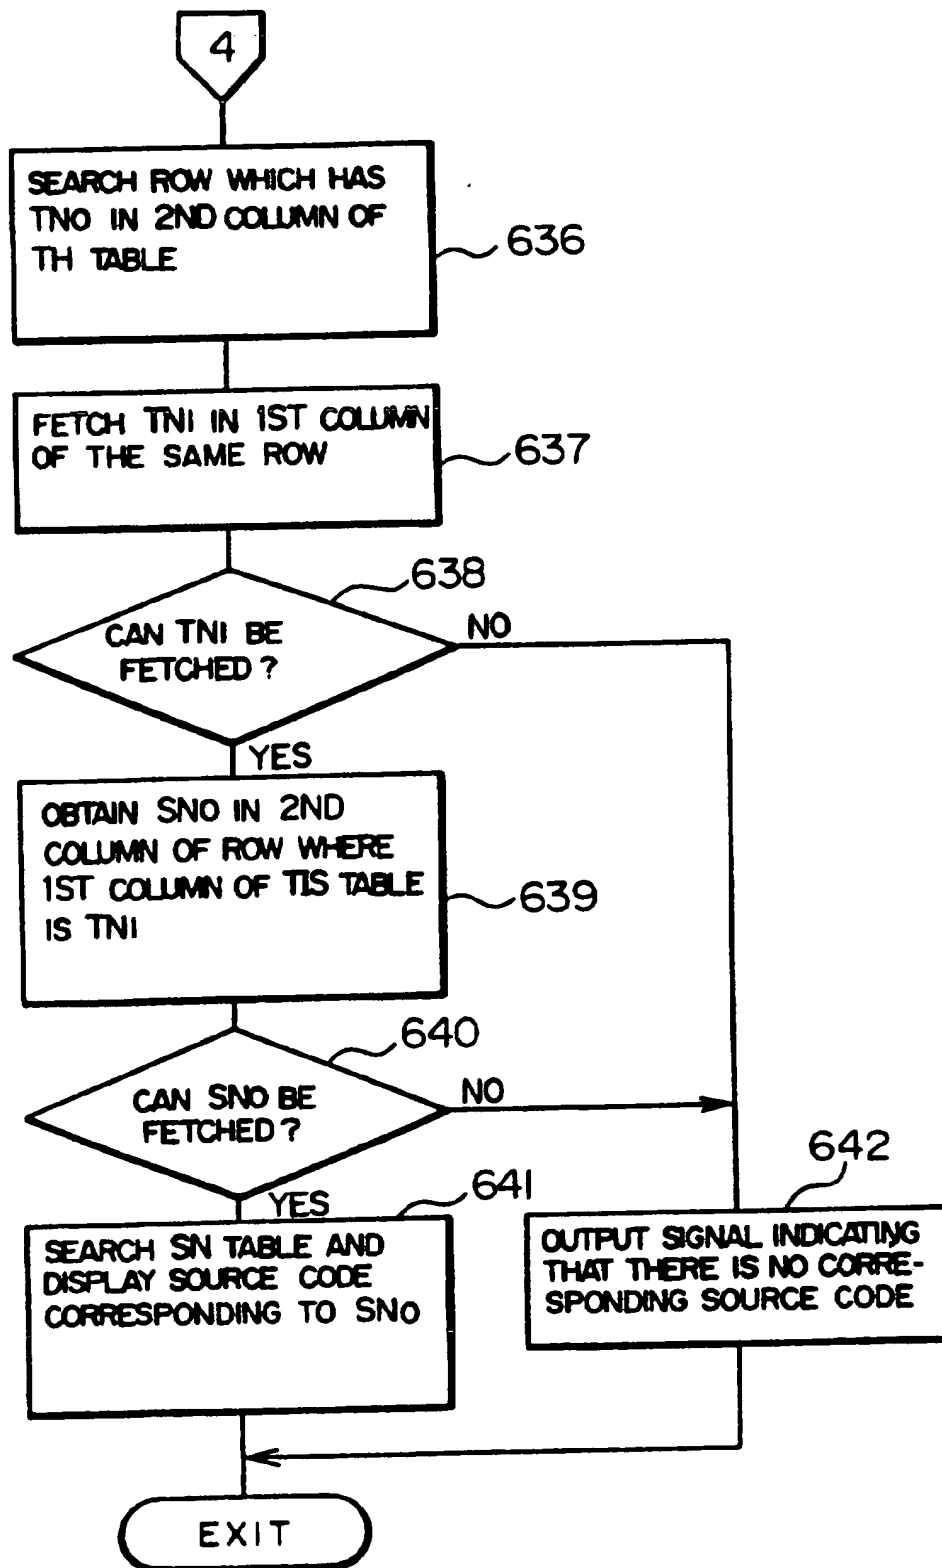 4
SEARCH ROW WHICH HAS
TNO IN 2ND COLUMN OF
TH TABLE
636
FETCH TNI IN 1ST COLUMN
OF THE SAME ROW
637
638
CAN TNI BE
FETCHED?
NO
YES
OBTAIN SNO IN 2ND
COLUMN OF ROW WHERE
1ST COLUMN OF TIS TABLE
IS TNI
639
640
CAN SNO BE
FETCHED?
NO
YES
641
SEARCH SN TABLE AND
DISPLAY SOURCE CODE
CORRESPONDING TO SNO
642
OUTPUT SIGNAL INDICATING
THAT THERE IS NO CORRE-
SPONDING SOURCE CODE
EXIT